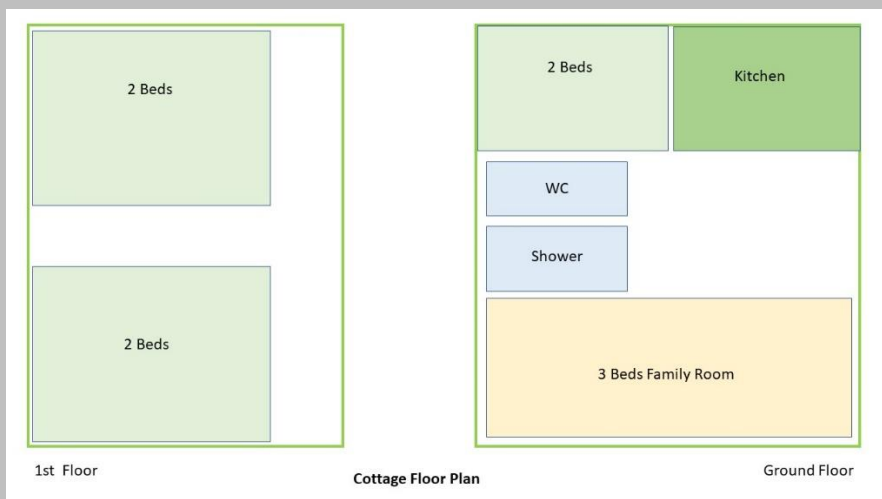 2 Beds
2 Beds
1st Floor
2 Beds
Kitchen
WC
Shower
3 Beds Family Room
Ground Floor
Cottage Floor Plan